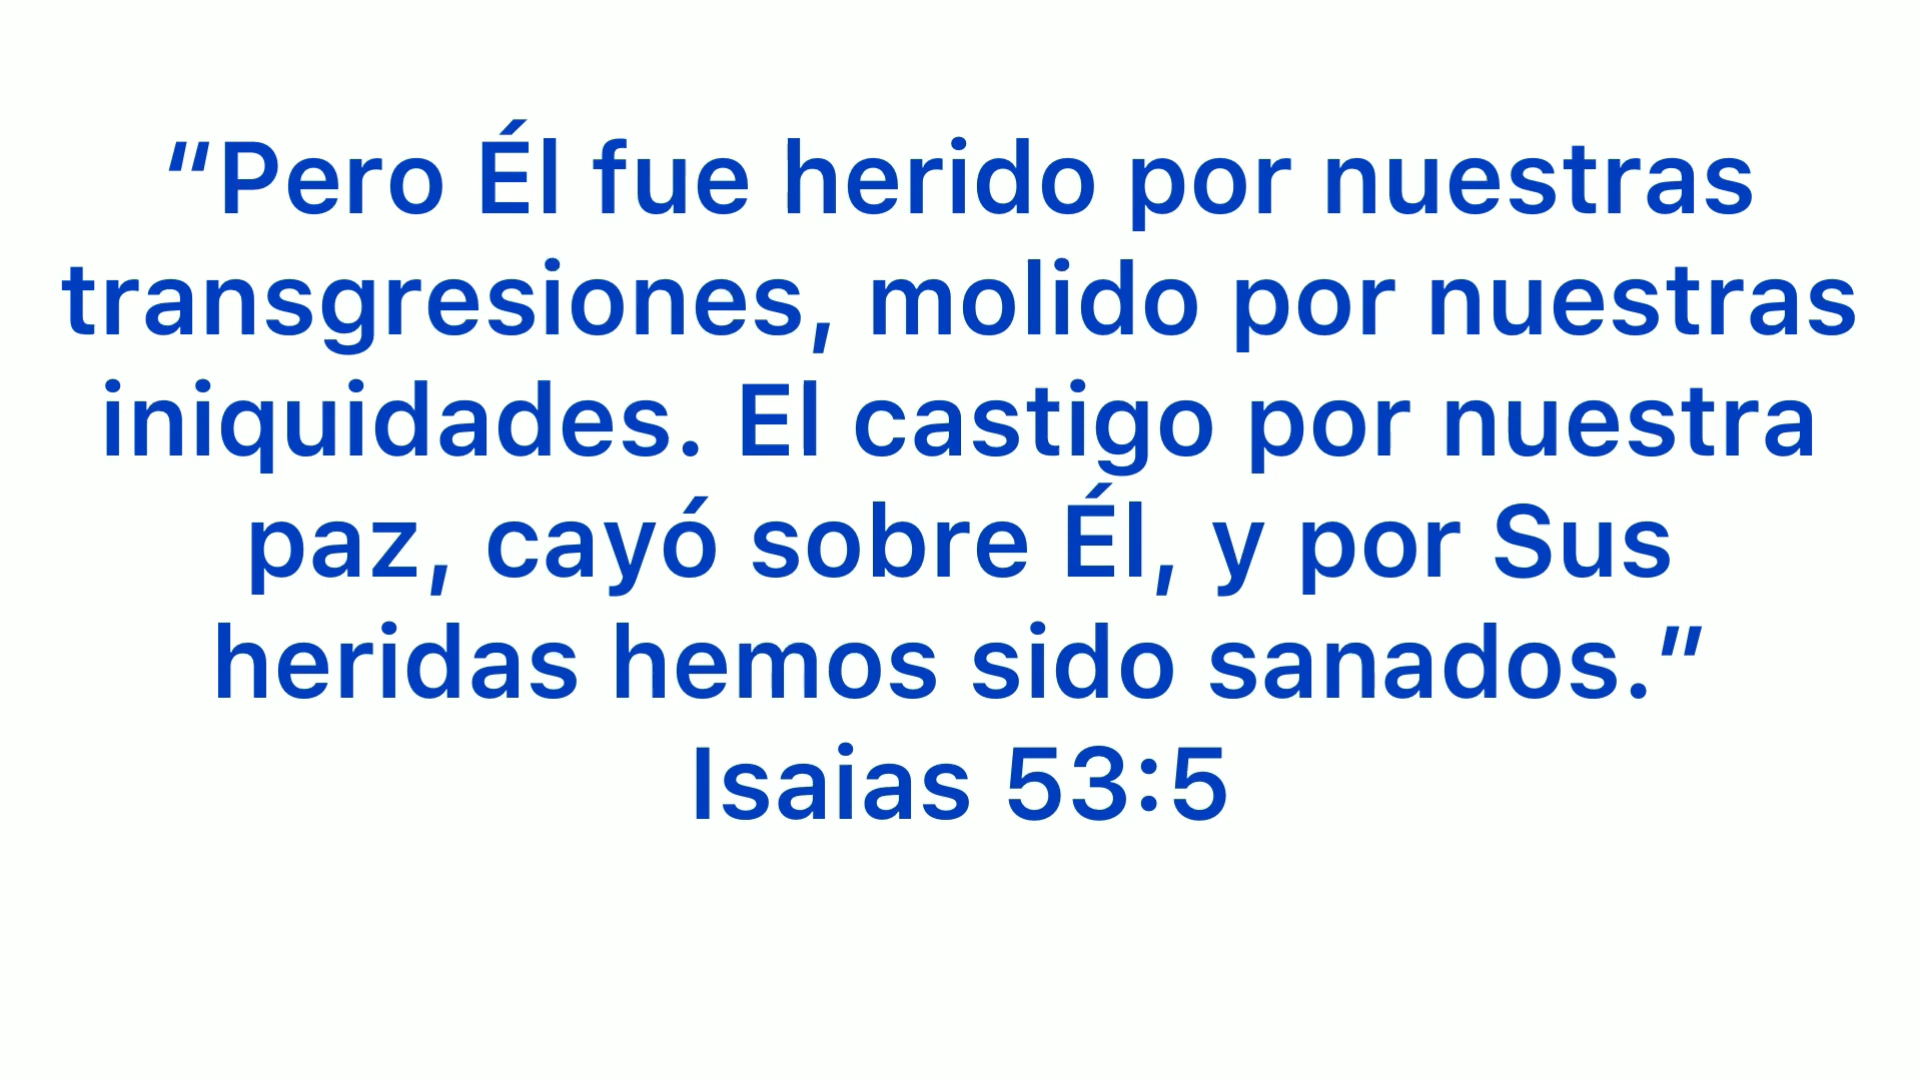 “Pero Él fue herido por nuestras
transgresiones, molido por nuestras
iniquidades. El castigo por nuestra
paz, cayó sobre Él, y por Sus
heridas hemos sido sanados.”
Isaias 53:5